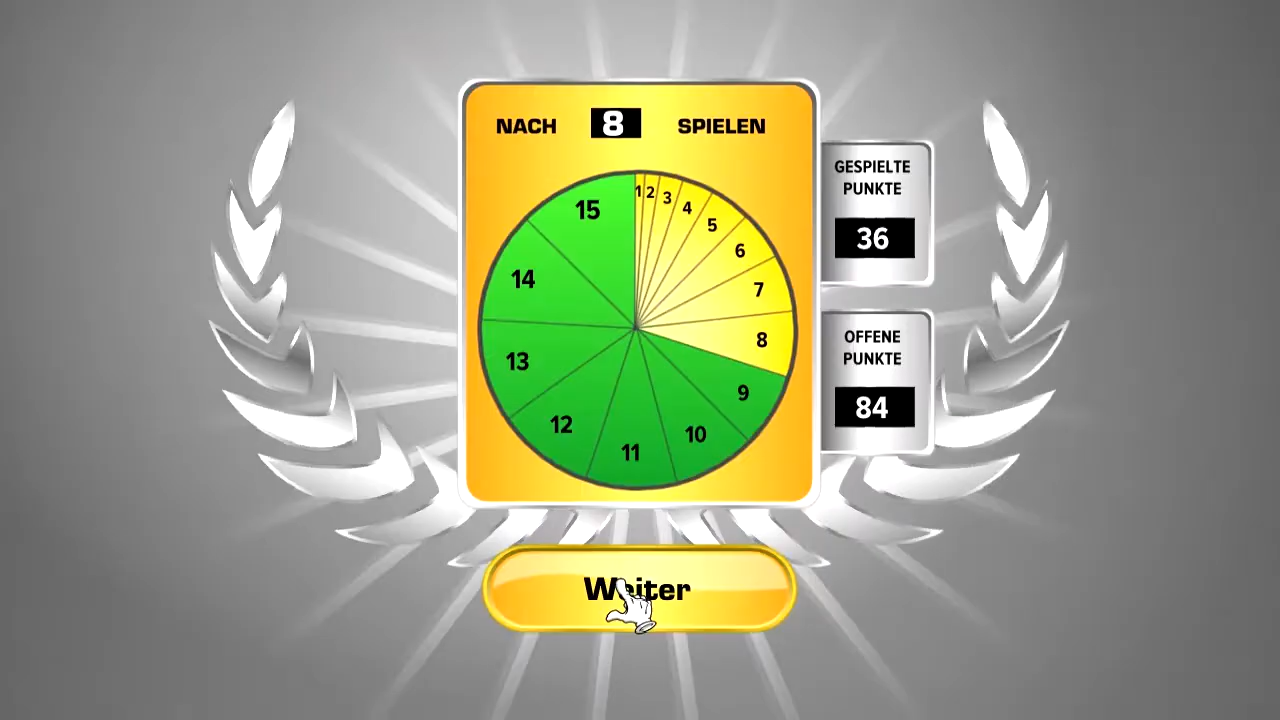 NACH 8 SPIELEN
GESPIELTE
PUNKTE
36
OFFENE
PUNKTE
84
1
2
3
4
5
6
7
8
9
10
11
12
13
14
15
Weiter